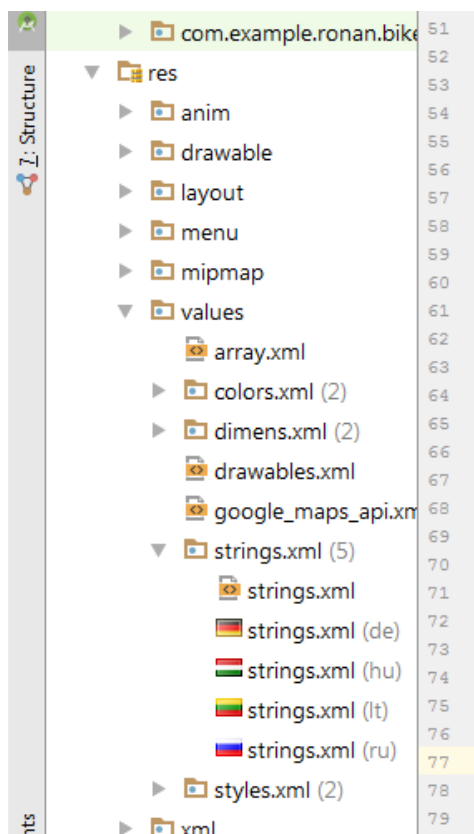 com.example.ronan.bike
res
anim
drawable
layout
menu
mipmap
values
array.xml
colors.xml (2)
dimens.xml (2)
drawables.xml
google_maps_api.xm
strings.xml (5)
strings.xml
strings.xml (de)
strings.xml (hu)
strings.xml (lt)
strings.xml (ru)
styles.xml (2)
xml
7: Structure
nts
51
52
53
54
55
56
57
58
59
60
61
62
63
64
65
66
67
68
69
70
71
72
73
74
75
76
77
78
79